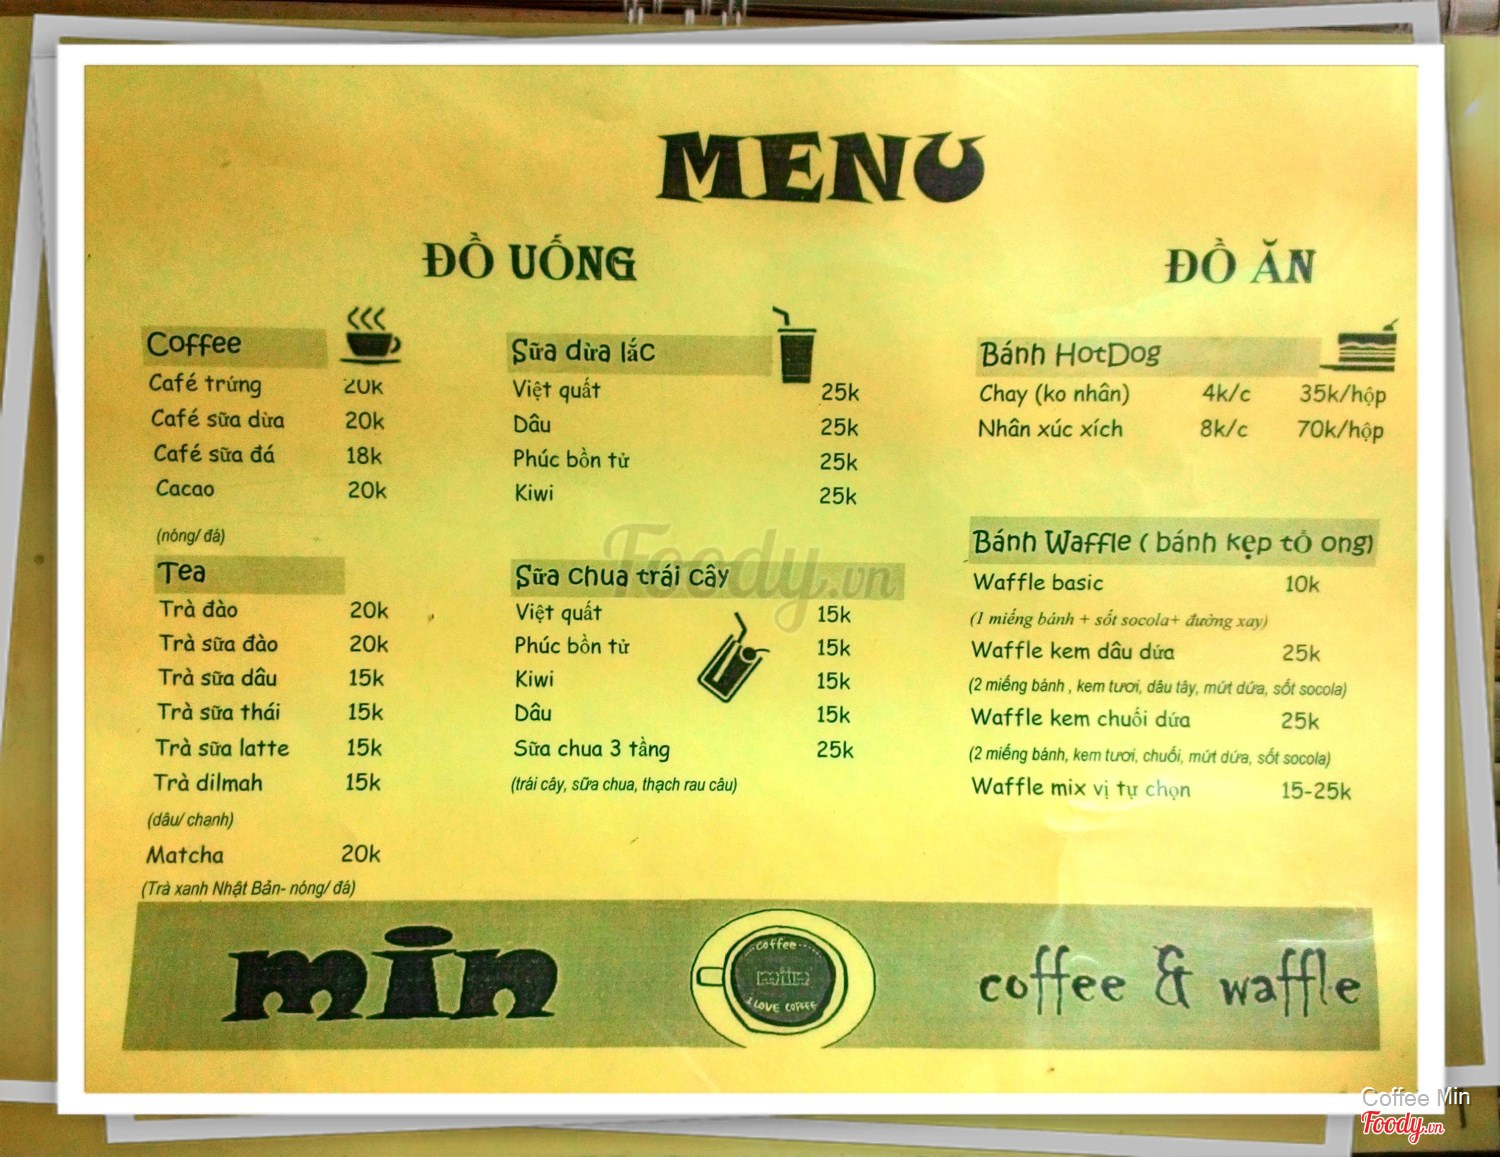 MENU
ĐỒ UỐNG
Coffee
Café trứng 20k
Café sữa dừa 20k
Café sữa đá 18k
Cacao 20k
(nóng/ đá)
Tea
Trà đào 20k
Trà sữa đào 20k
Trà sữa dâu 15k
Trà sữa thái 15k
Trà sữa latte 15k
Trà dilmah 15k
(dâu/ chanh)
Matcha 20k
(Trà xanh Nhật Bản- nóng/ đá)
Sữa dừa lắc
Việt quất 25k
Dâu 25k
Phúc bồn tử 25k
Kiwi 25k
Sữa chua trái cây
Việt quất 15k
Phúc bồn tử 15k
Kiwi 15k
Dâu 15k
Sữa chua 3 tầng 25k
(trái cây, sữa chua, thạch rau câu)
ĐỒ ĂN
Bánh HotDog
Chay (ko nhân) 4k/c 35k/hộp
Nhân xúc xích 8k/c 70k/hộp
Bánh Waffle ( bánh kẹp tổ ong)
Waffle basic 10k
(1 miếng bánh + sốt socola+ đường xay)
Waffle kem dâu dứa 25k
(2 miếng bánh , kem tươi, dâu tây, mứt dứa, sốt socola)
Waffle kem chuối dứa 25k
(2 miếng bánh, kem tươi, chuối, mứt dứa, sốt socola)
Waffle mix vị tự chọn 15-25k
Foody.vn
min
coffee
min
I LOVE COFFEE
coffee & waffle
Coffee Min
Foody.vn